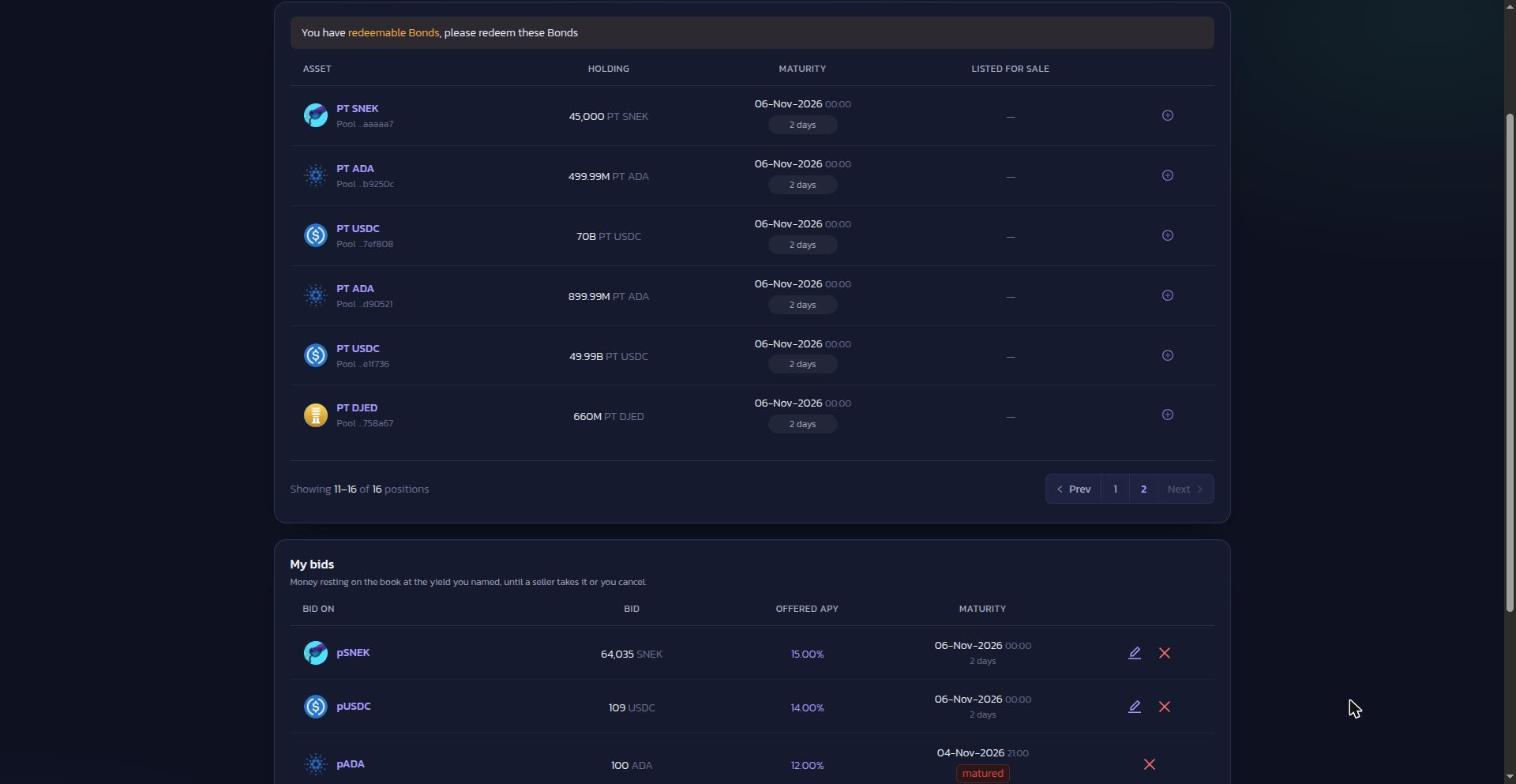 You have redeemable Bonds, please redeem these Bonds
ASSET HOLDING MATURITY LISTED FOR SALE
PT SNEK
Pool ..aaaaa7
45,000 PT SNEK
06-Nov-2026 00:00
2 days
—
PT ADA
Pool ..b9250c
499.99M PT ADA
06-Nov-2026 00:00
2 days
—
PT USDC
Pool ..7ef808
70B PT USDC
06-Nov-2026 00:00
2 days
—
PT ADA
Pool ..d90521
899.99M PT ADA
06-Nov-2026 00:00
2 days
—
PT USDC
Pool ..e1f736
49.99B PT USDC
06-Nov-2026 00:00
2 days
—
PT DJED
Pool ..758a67
660M PT DJED
06-Nov-2026 00:00
2 days
—
Showing 11–16 of 16 positions
Prev 1 2 Next
My bids
Money resting on the book at the yield you named, until a seller takes it or you cancel.
BID ON BID OFFERED APY MATURITY
pSNEK
64,035 SNEK
15.00%
06-Nov-2026 00:00
2 days
pUSDC
109 USDC
14.00%
06-Nov-2026 00:00
2 days
pADA
100 ADA
12.00%
04-Nov-2026 21:00
matured